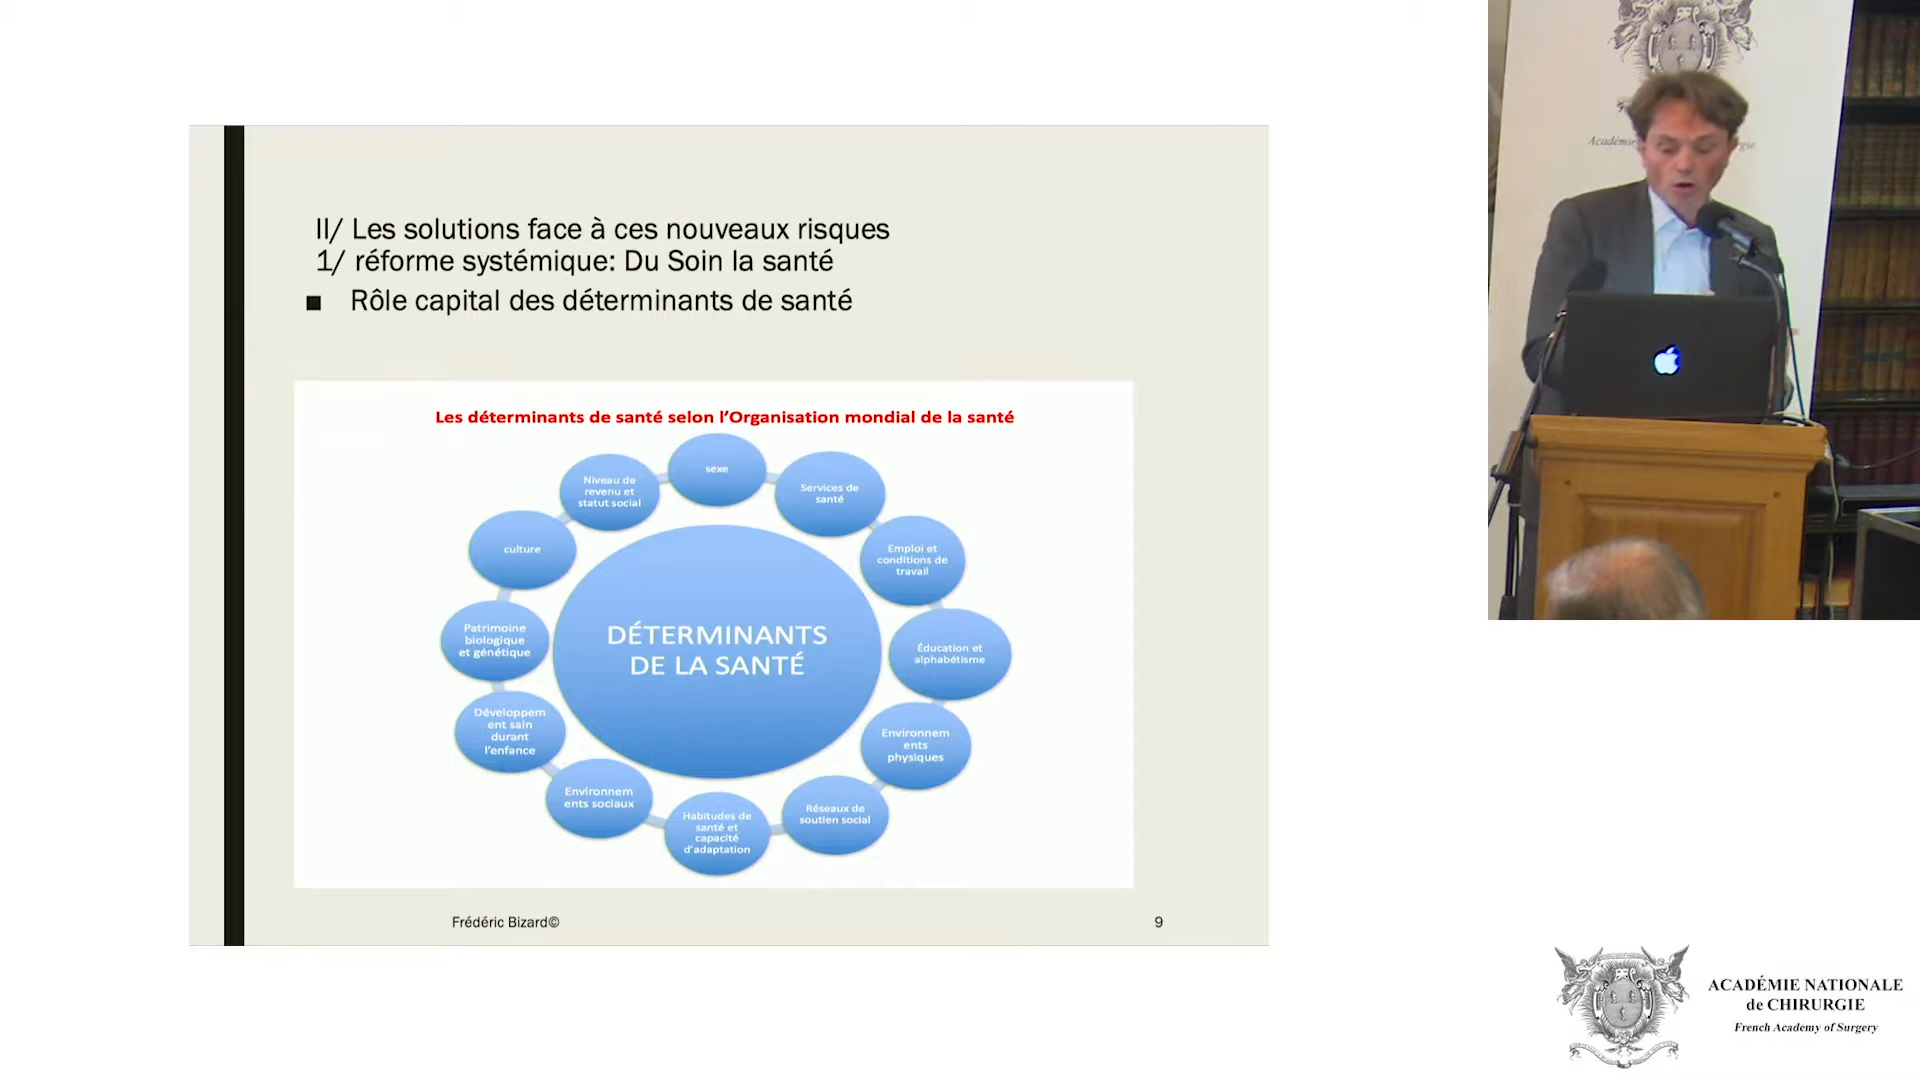 II/ Les solutions face à ces nouveaux risques
1/ réforme systémique: Du Soin la santé
■ Rôle capital des déterminants de santé
Les déterminants de santé selon l'Organisation mondial de la santé
sexe
Services de
santé
Emploi et
conditions de
travail
Éducation et
alphabétisme
Environnem
ents
physiques
Réseaux de
soutien social
Habitudes de
santé et
capacité
d'adaptation
Environnem
ents sociaux
Développem
ent sain
durant
l'enfance
Patrimoine
biologique
et génétique
culture
Niveau de
revenu et
statut social
DÉTERMINANTS
DE LA SANTÉ
Frédéric Bizard©
9
ACADÉMIE NATIONALE
de CHIRURGIE
French Academy of Surgery